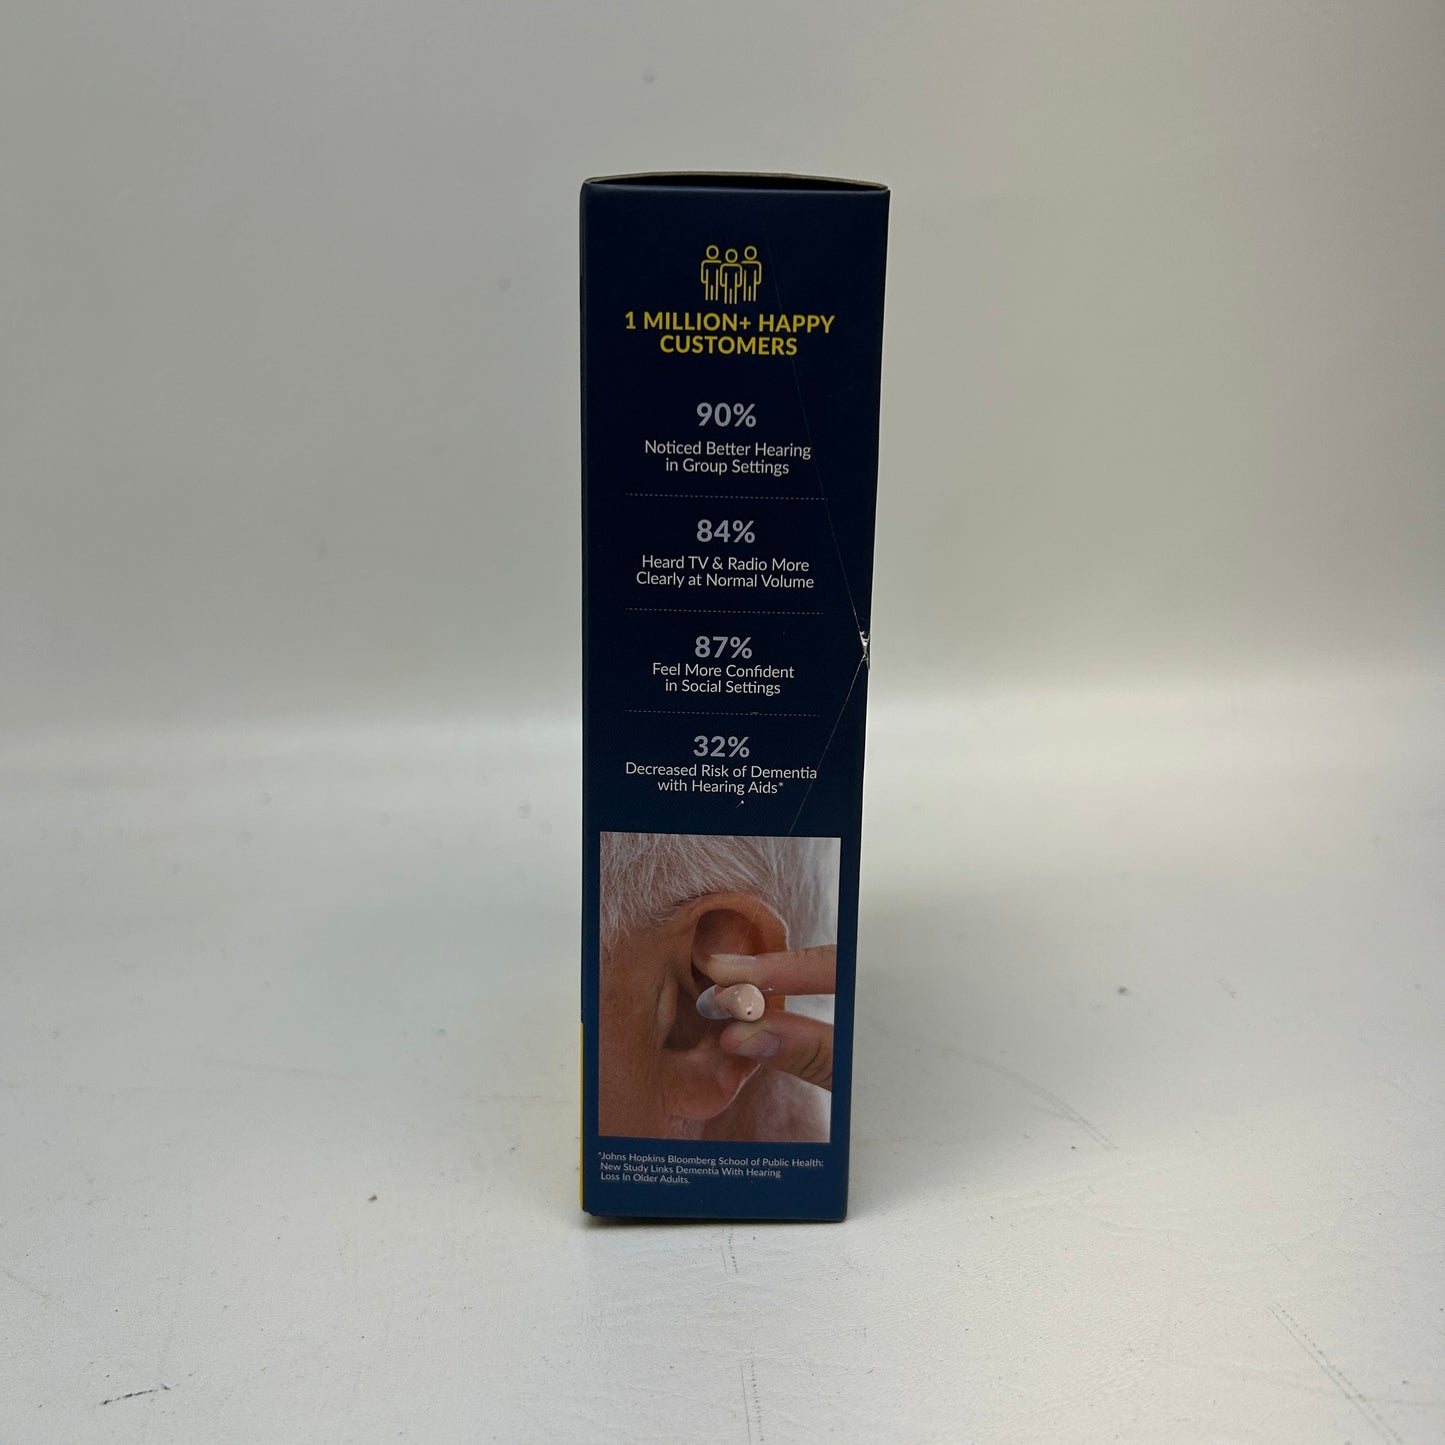 1 MILLION+ HAPPY
CUSTOMERS
90%
Noticed Better Hearing
in Group Settings
84%
Heard TV & Radio More
Clearly at Normal Volume
87%
Feel More Confident
in Social Settings
32%
Decreased Risk of Dementia
with Hearing Aids*
*Johns Hopkins Bloomberg School of Public Health:
New Study Links Dementia With Hearing
Loss In Older Adults.